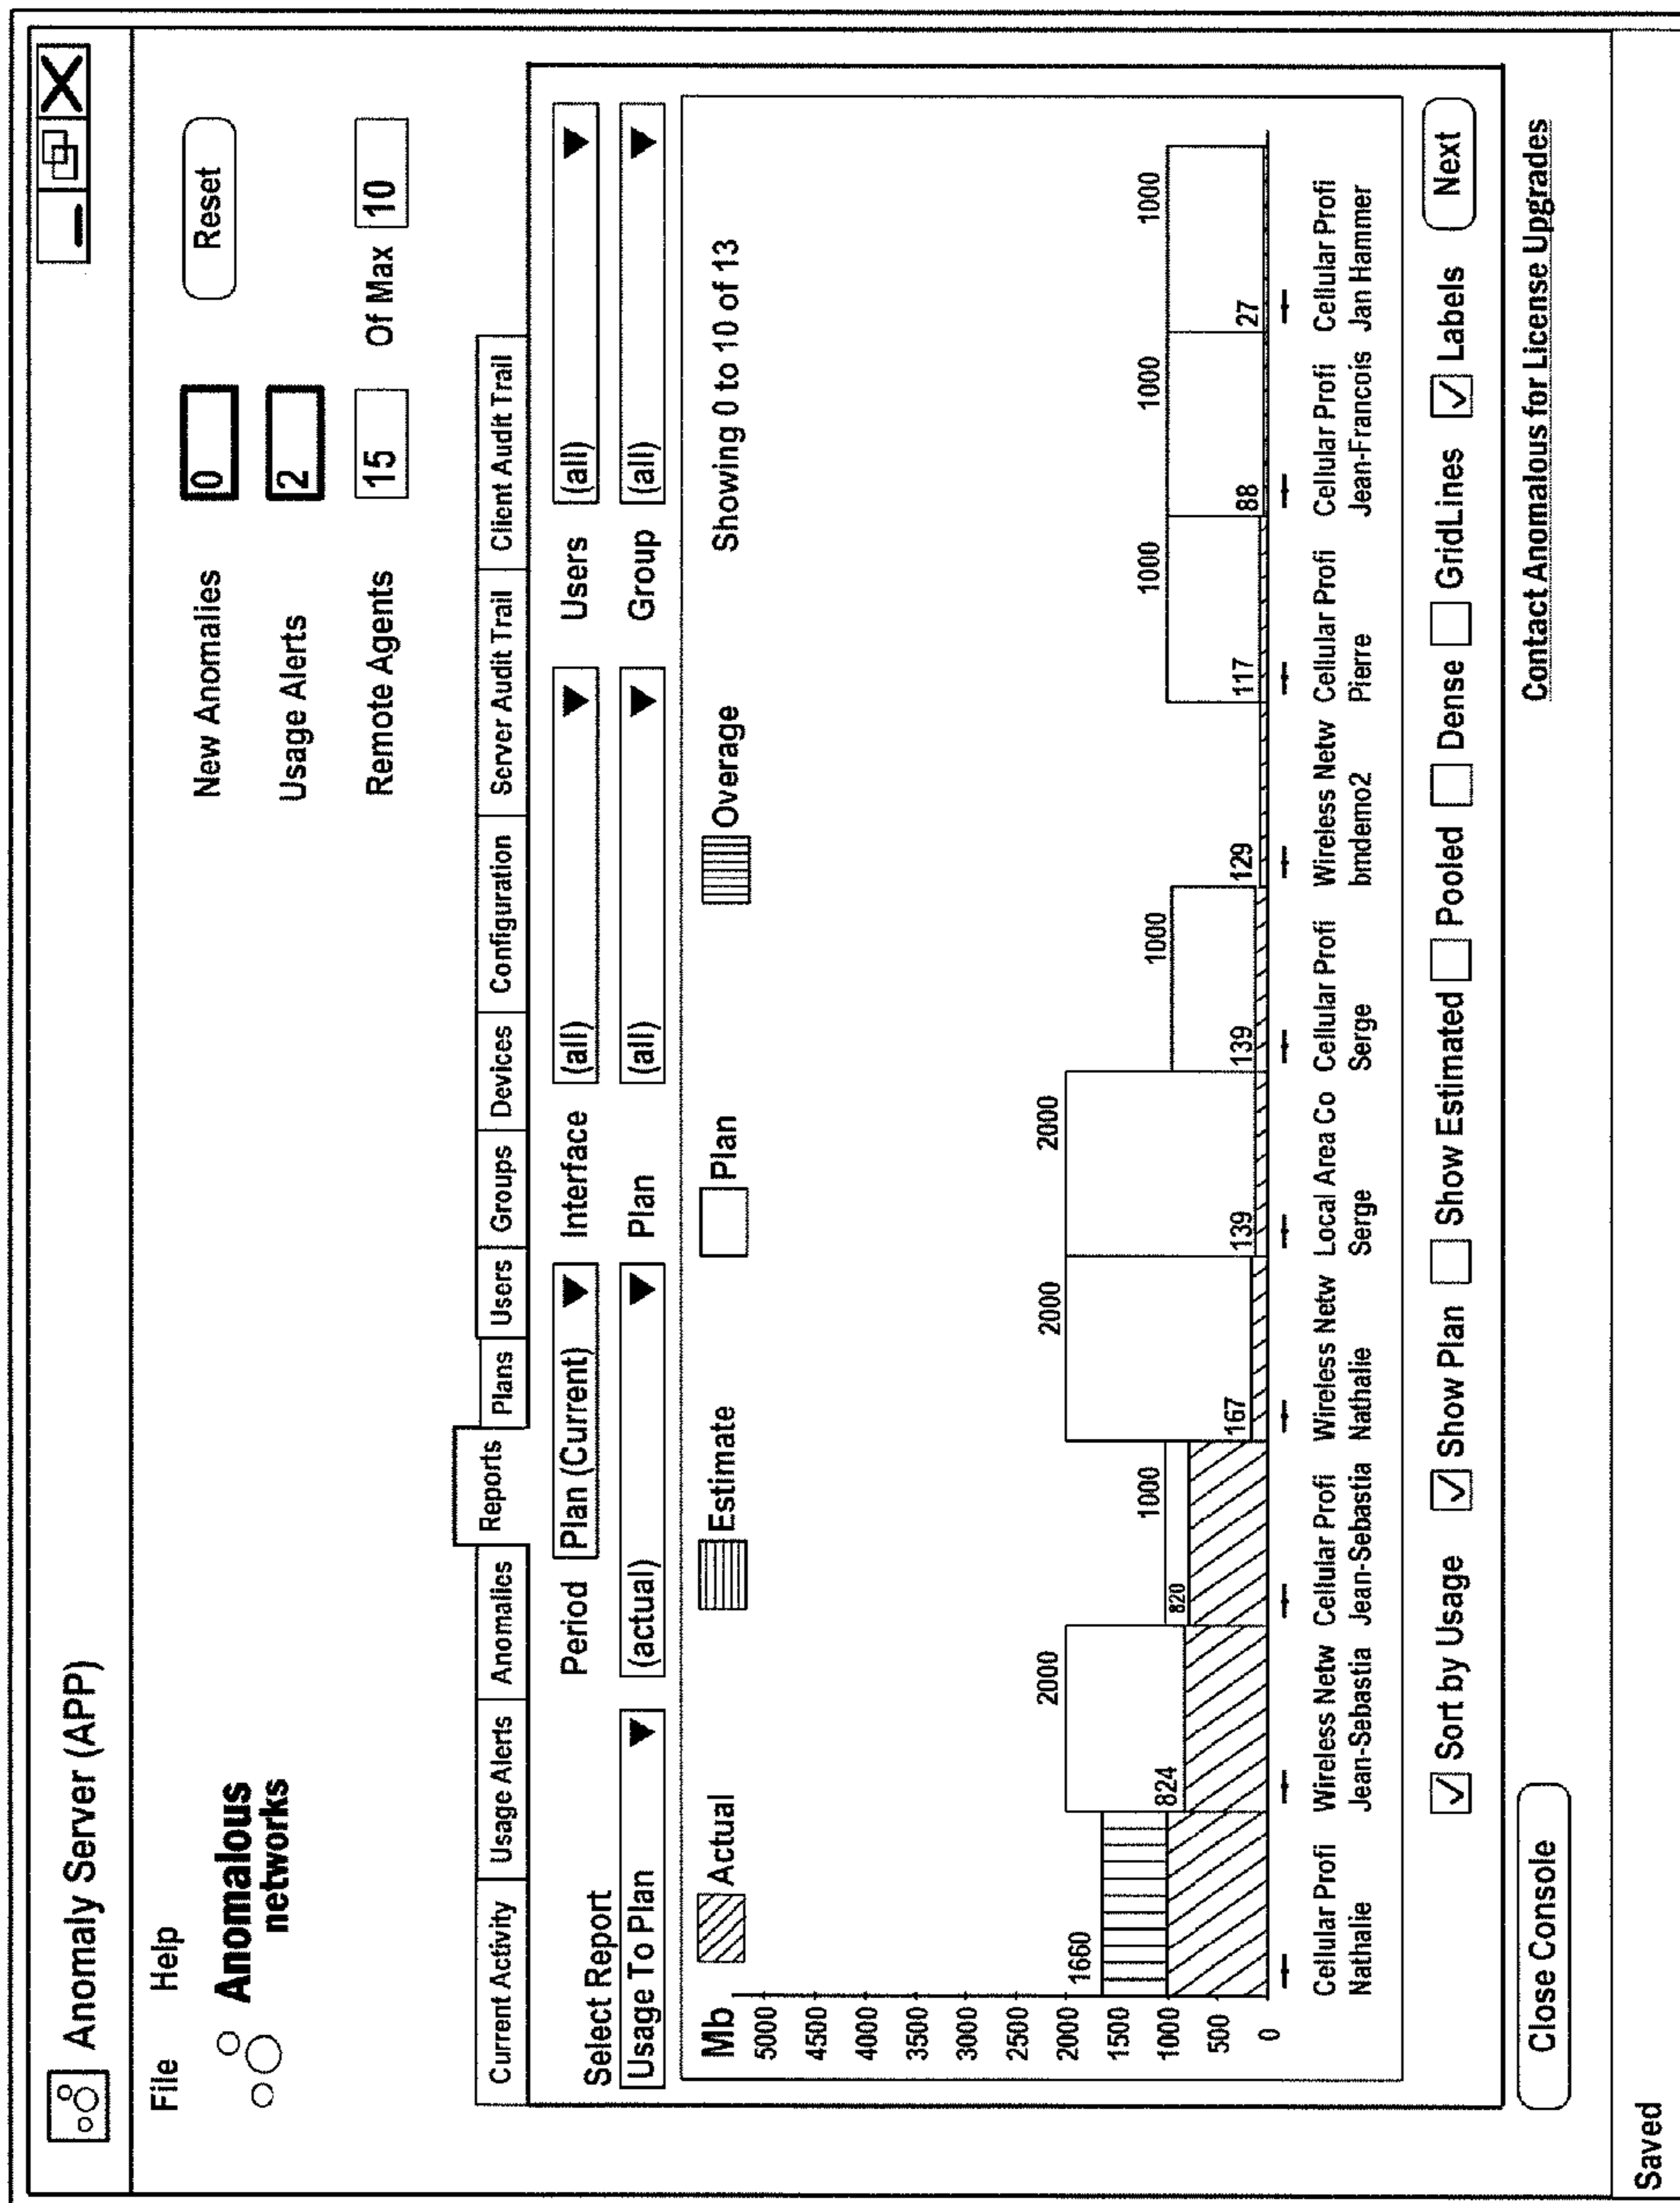 Anomaly Server (APP)
File Help
Anomalous
networks
New Anomalies 0 Reset
Usage Alerts 2
Remote Agents 15 Of Max 10
Current Activity Usage Alerts Anomalies Reports Plans Users Groups Devices Configuration Server Audit Trail Client Audit Trail
Select Report Period Plan (Current) Interface (all) Users (all)
Usage To Plan (actual) Plan (all) Group (all)
Actual Estimate Plan Overage Showing 0 to 10 of 13
Mb
5000
4500
4000
3500
3000
2500
2000
1500
1000
500
0
1660
2000
824
1000
820
2000
167
2000
139
1000
139
129
1000
117
1000
88
1000
27
Cellular Profi Wireless Netw Cellular Profi Wireless Netw Local Area Co Cellular Profi Wireless Netw Cellular Profi Cellular Profi Cellular Profi
Nathalie Jean-Sebastia Jean-Sebastia Nathalie Serge Serge bmdemo2 Pierre Jean-Francois Jan Hammer
Sort by Usage Show Plan Show Estimated Pooled Dense GridLines Labels Next
Close Console Contact Anomalous for License Upgrades
Saved